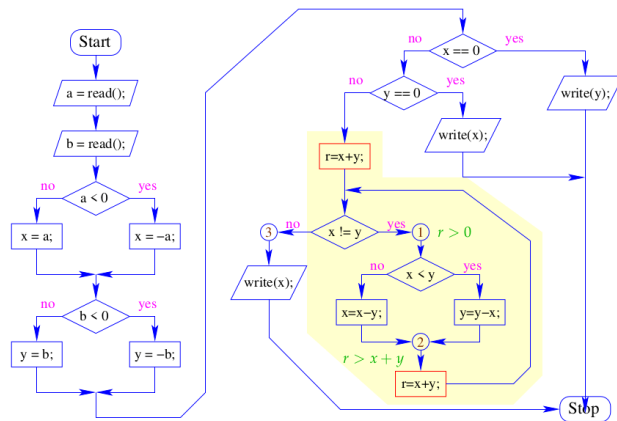 Start
a = read();
b = read();
a < 0
no
yes
x = a;
x = −a;
b < 0
no
yes
y = b;
y = −b;
x == 0
no
yes
y == 0
no
yes
write(y);
write(x);
r=x+y;
x != y
no
yes
3
1
r > 0
write(x);
x < y
no
yes
x=x−y;
y=y−x;
2
r > x + y
r=x+y;
Stop